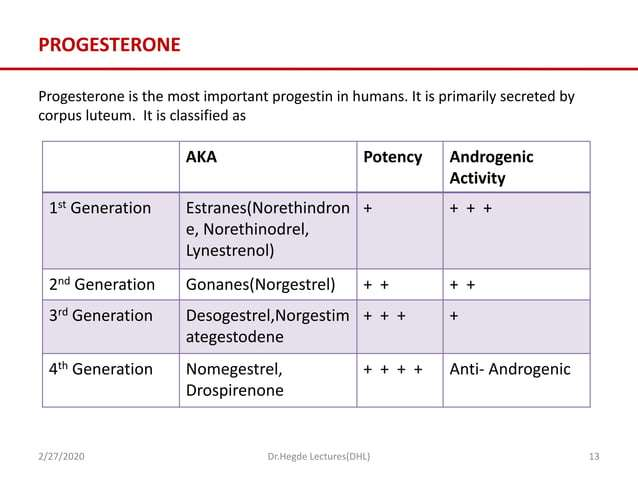 PROGESTERONE
Progesterone is the most important progestin in humans. It is primarily secreted by
corpus luteum.  It is classified as
AKA Potency Androgenic
Activity
1st Generation Estranes(Norethindron + + + +
e, Norethinodrel,
Lynestrenol)
2nd Generation Gonanes(Norgestrel) + + + +
3rd Generation Desogestrel,Norgestim + + + +
ategestodene
4th Generation Nomegestrel, + + + + Anti- Androgenic
Drospirenone
2/27/2020 Dr.Hegde Lectures(DHL) 13